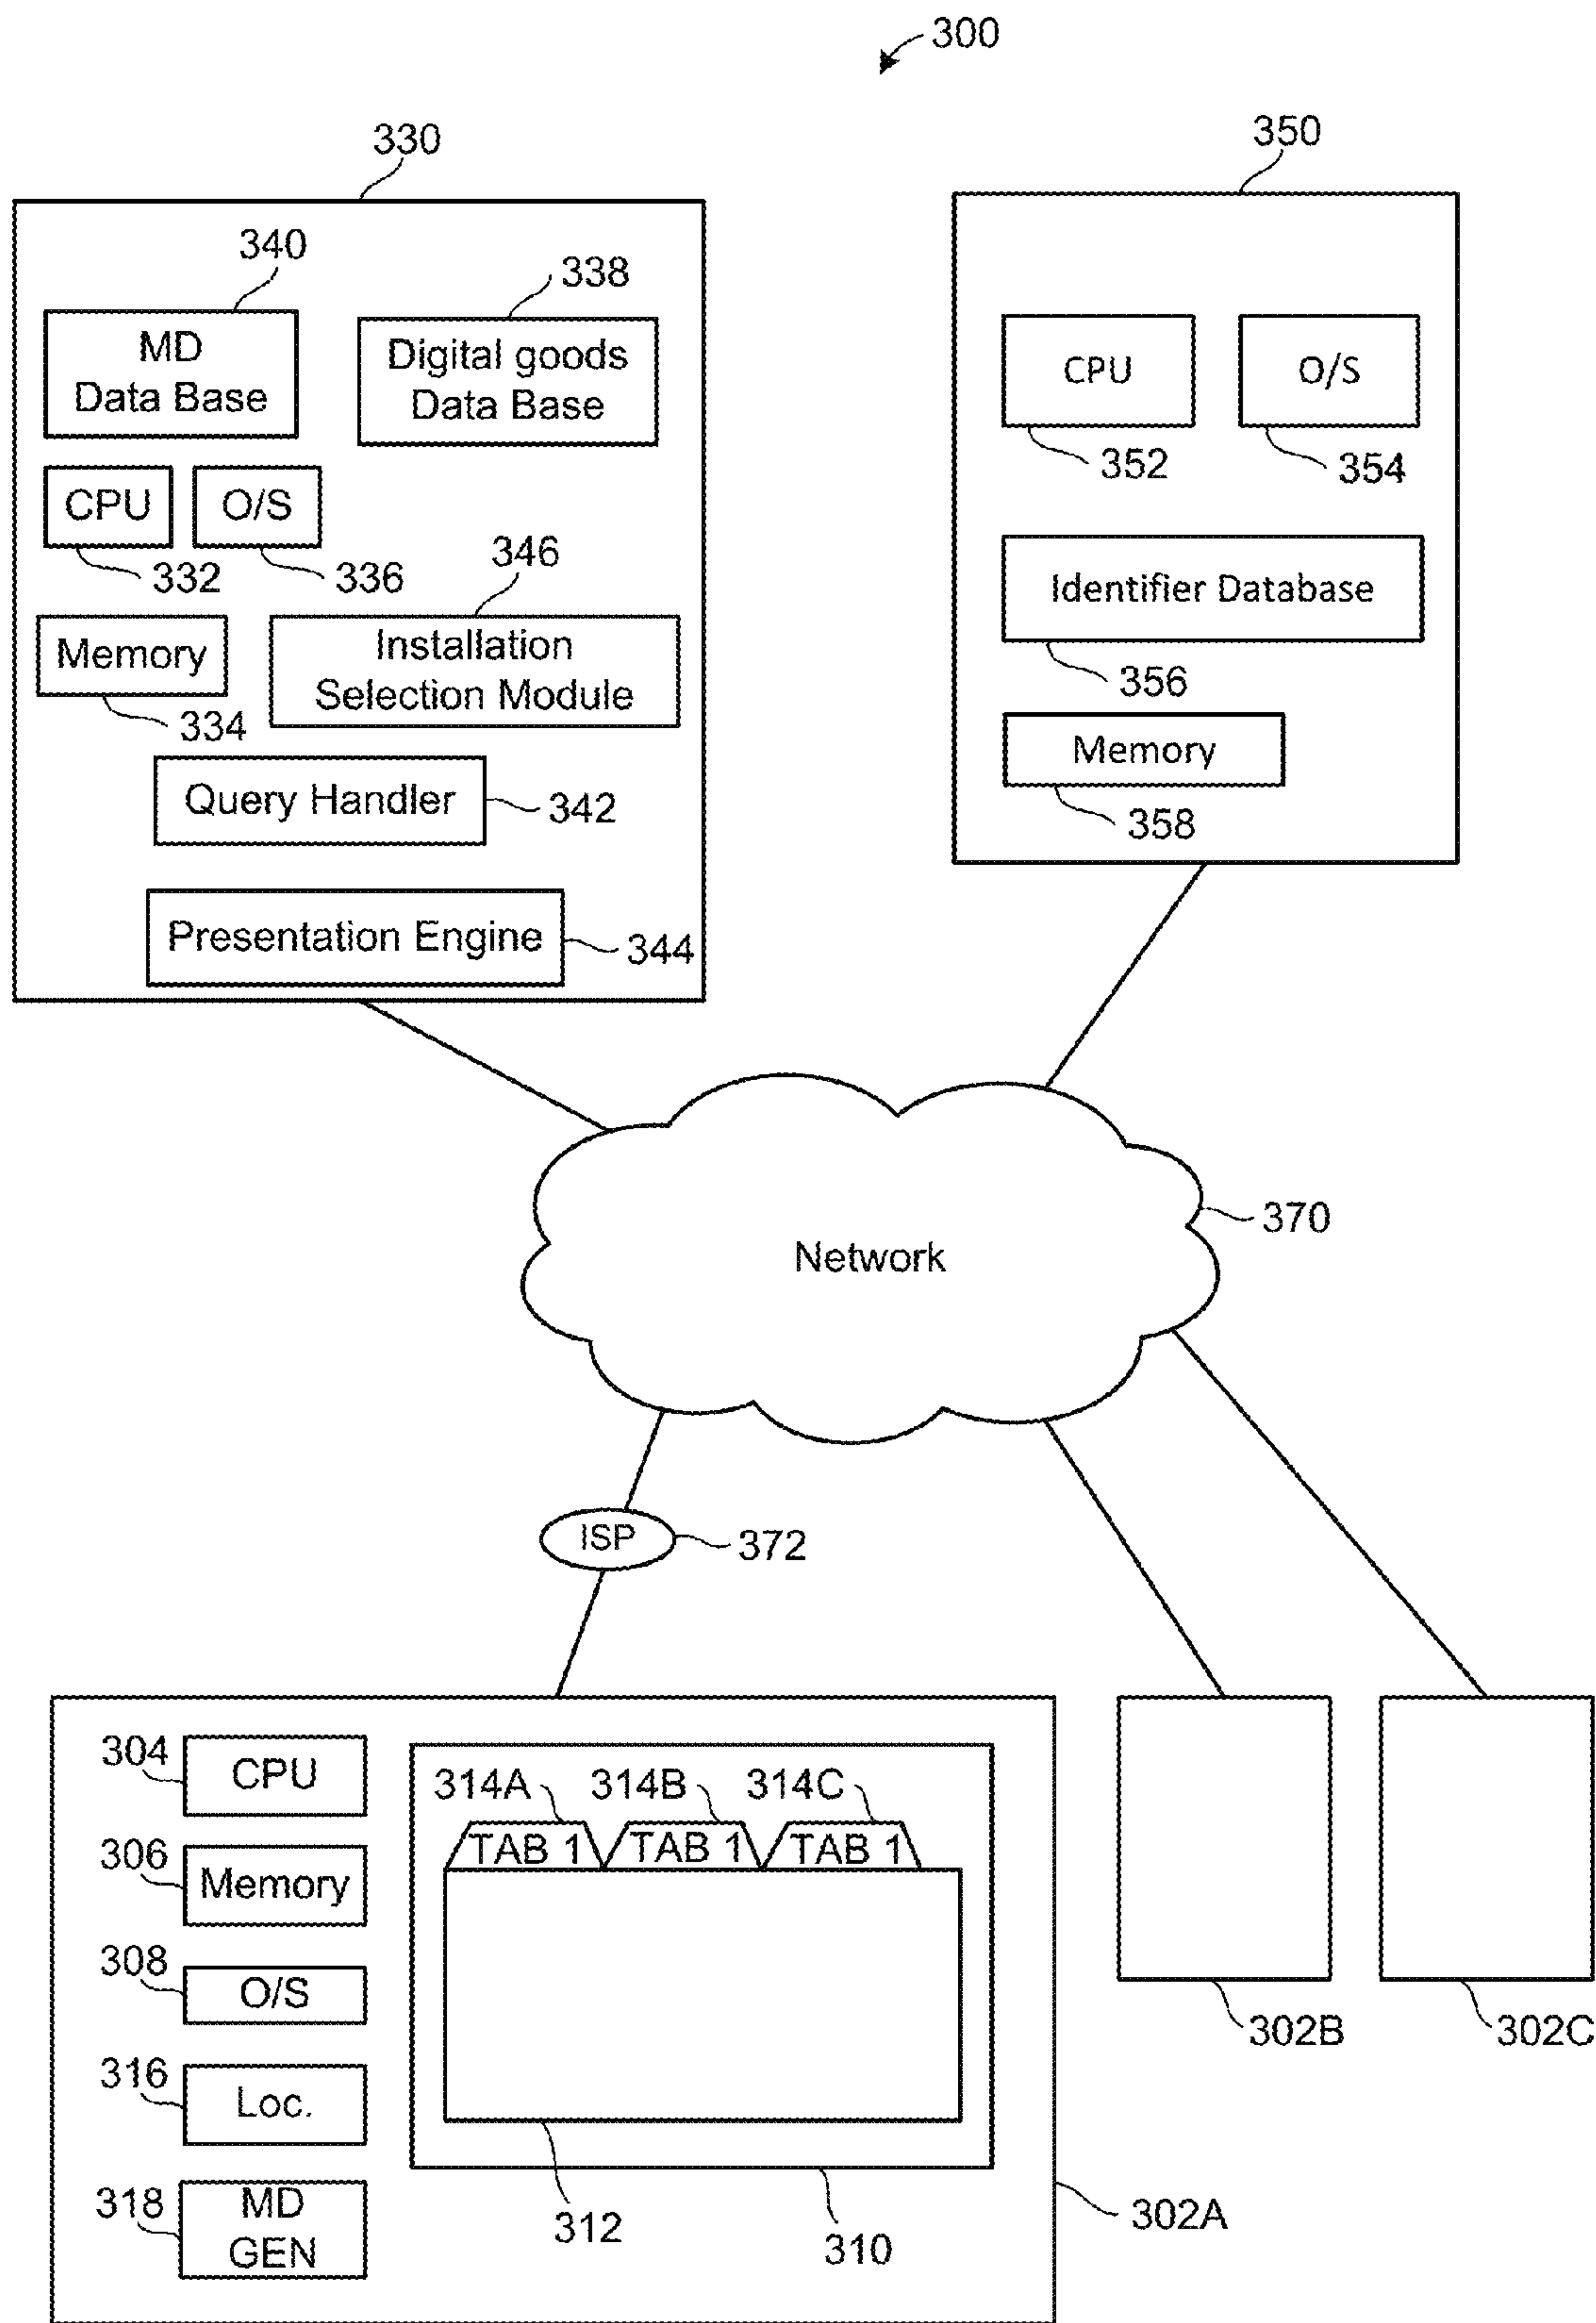 300
330
350
340
338
MD
Data Base
Digital goods
Data Base
CPU
O/S
352
354
CPU
O/S
332
336
346
Identifier Database
356
Memory
334
Installation
Selection Module
Memory
358
Query Handler
342
Presentation Engine
344
Network
370
ISP
372
304
CPU
314A
314B
314C
TAB 1
TAB 1
TAB 1
306
Memory
308
O/S
316
Loc.
318
MD
GEN
312
310
302A
302B
302C